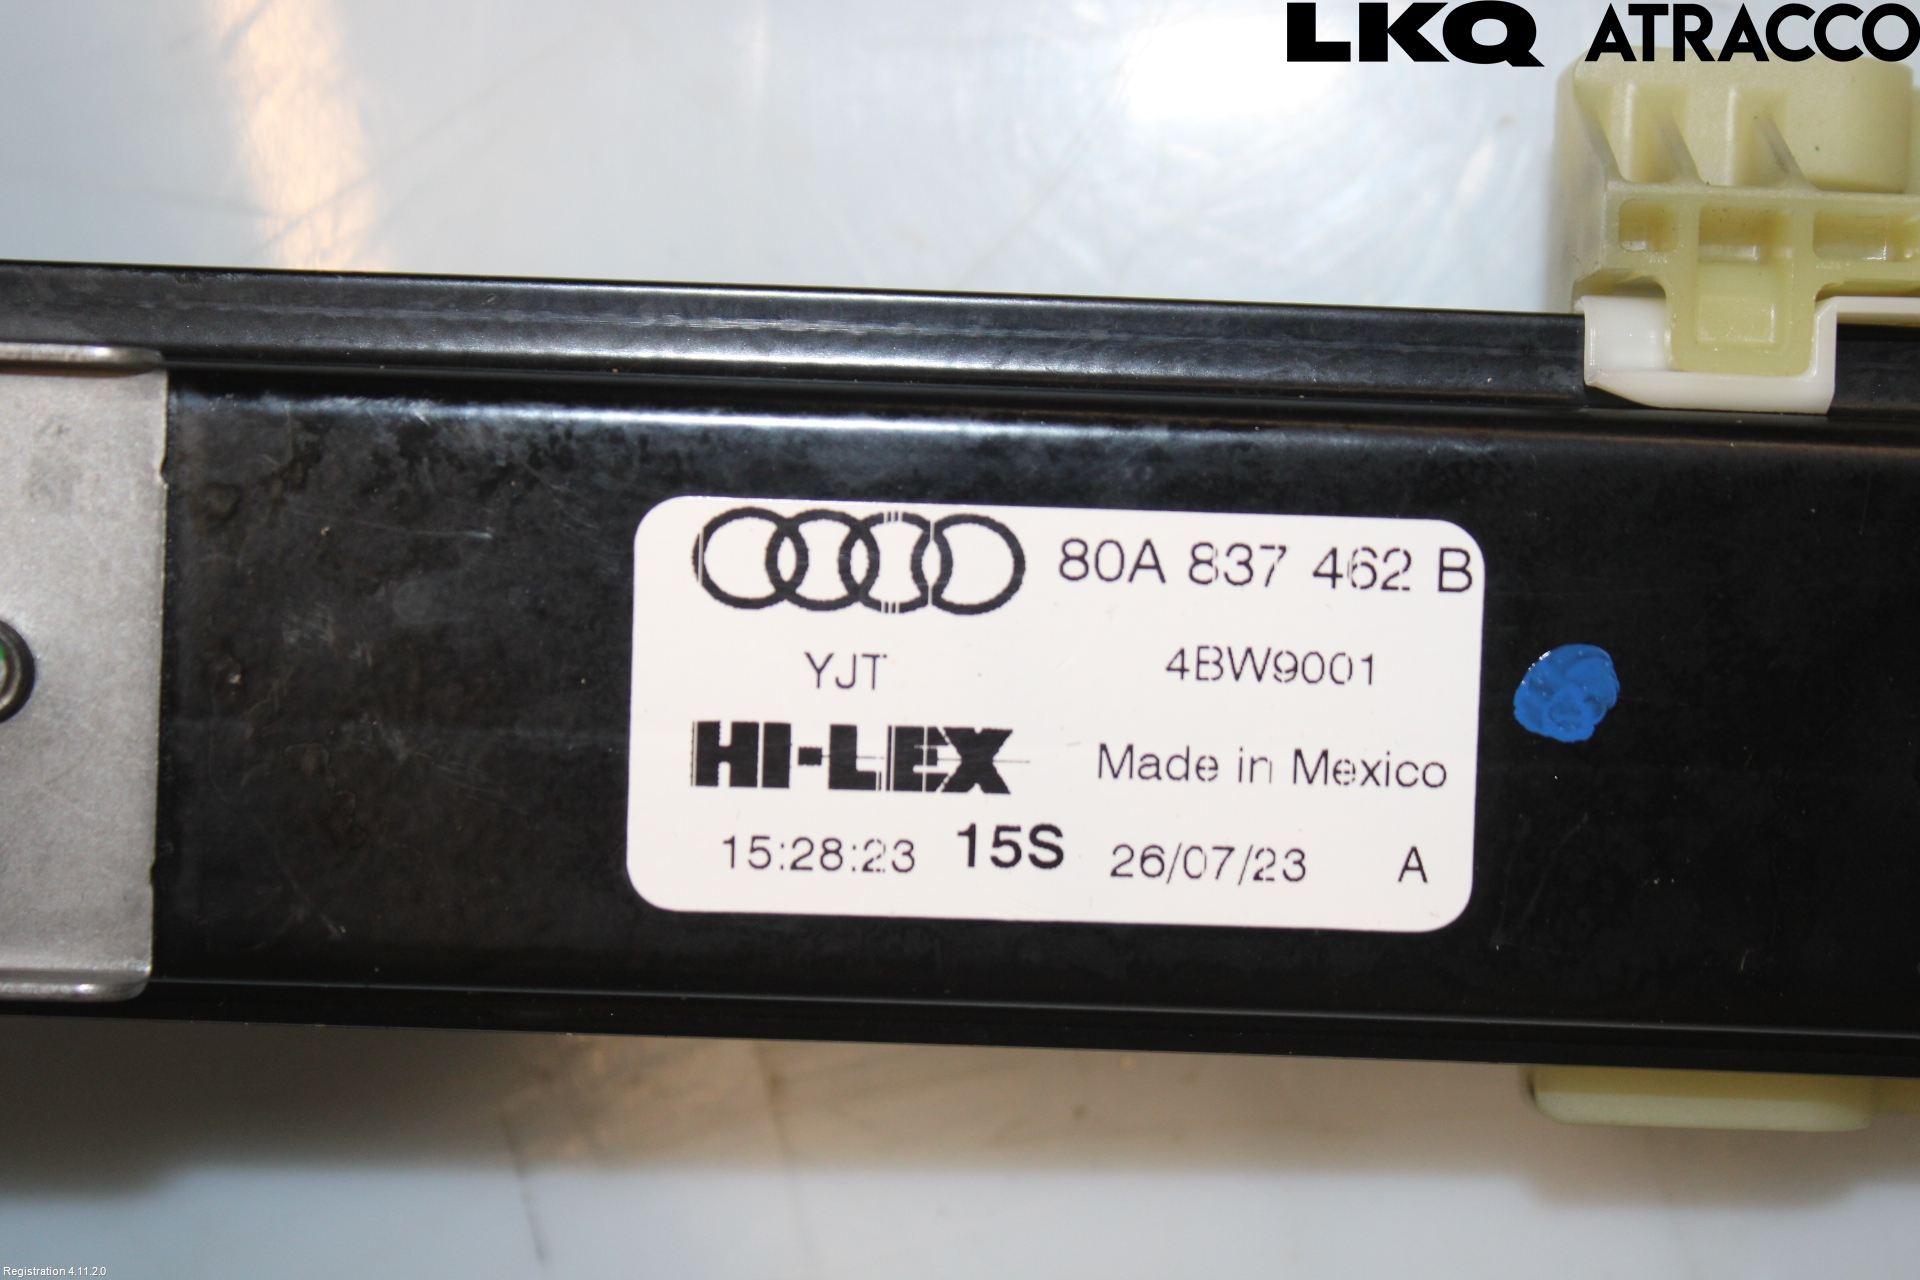 LKQ ATRACCO
80A 837 462 B
YJT 4BW9001
HI-LEX Made in Mexico
15:28:23 15S 26/07/23 A
Registration 4.11.2.0